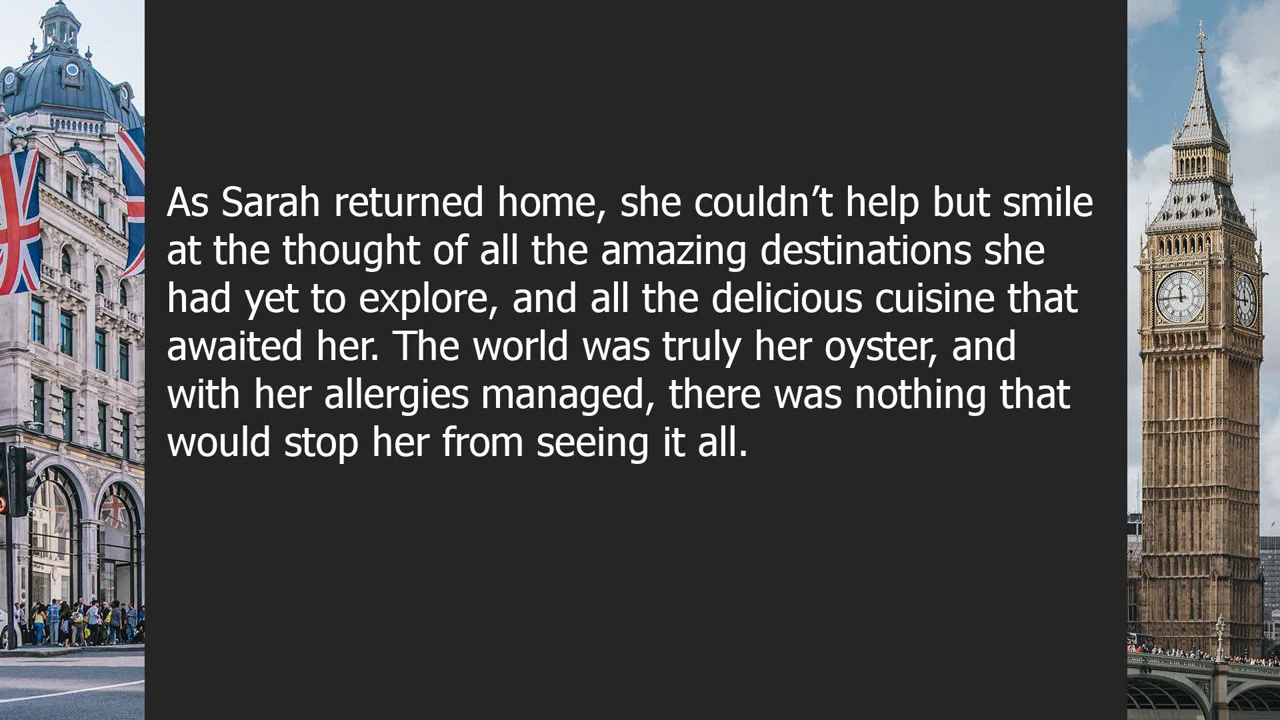 As Sarah returned home, she couldn’t help but smile
at the thought of all the amazing destinations she
had yet to explore, and all the delicious cuisine that
awaited her. The world was truly her oyster, and
with her allergies managed, there was nothing that
would stop her from seeing it all.